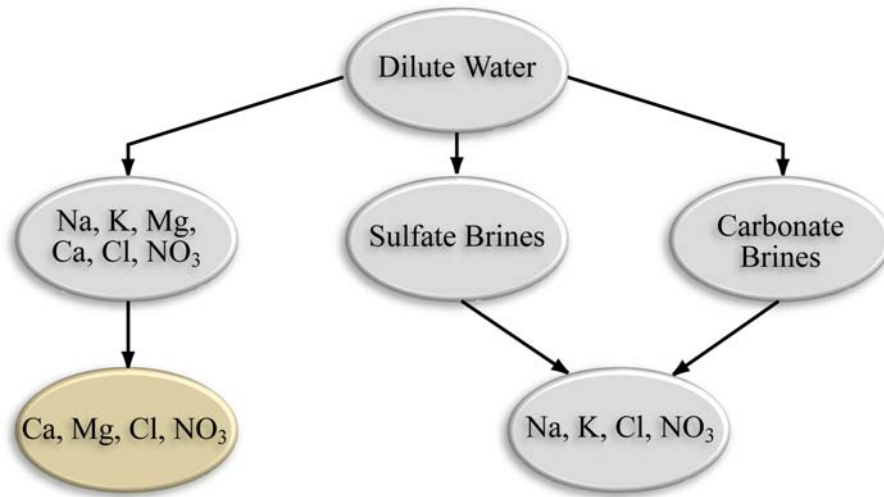 Dilute Water
Na, K, Mg,
Ca, Cl, NO₃
Sulfate Brines
Carbonate
Brines
Ca, Mg, Cl, NO₃
Na, K, Cl, NO₃